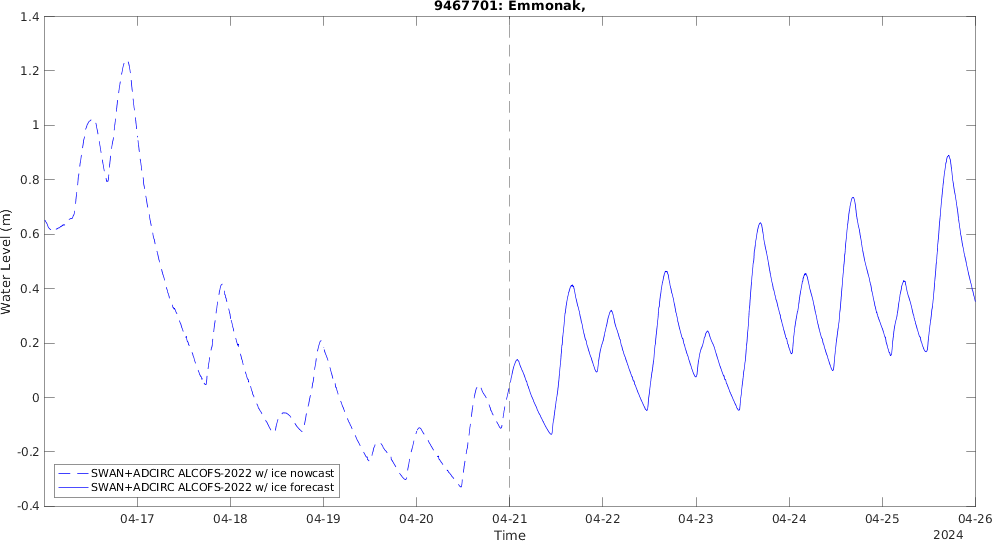 9467701: Emmonak,
1.4
1.2
1
0.8
0.6
0.4
0.2
0
-0.2
-0.4
Water Level (m)
SWAN+ADCIRC ALCOFS-2022 w/ ice nowcast
SWAN+ADCIRC ALCOFS-2022 w/ ice forecast
04-17 04-18 04-19 04-20 04-21 04-22 04-23 04-24 04-25 04-26
Time
2024